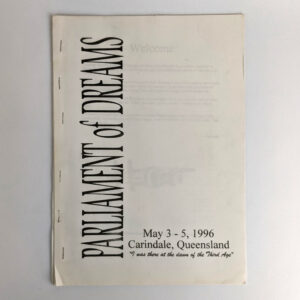 PARLIAMENT of DREAMS
Welcome
May 3 - 5, 1996
Carindale, Queensland
"I was there at the dawn of the Third Age"